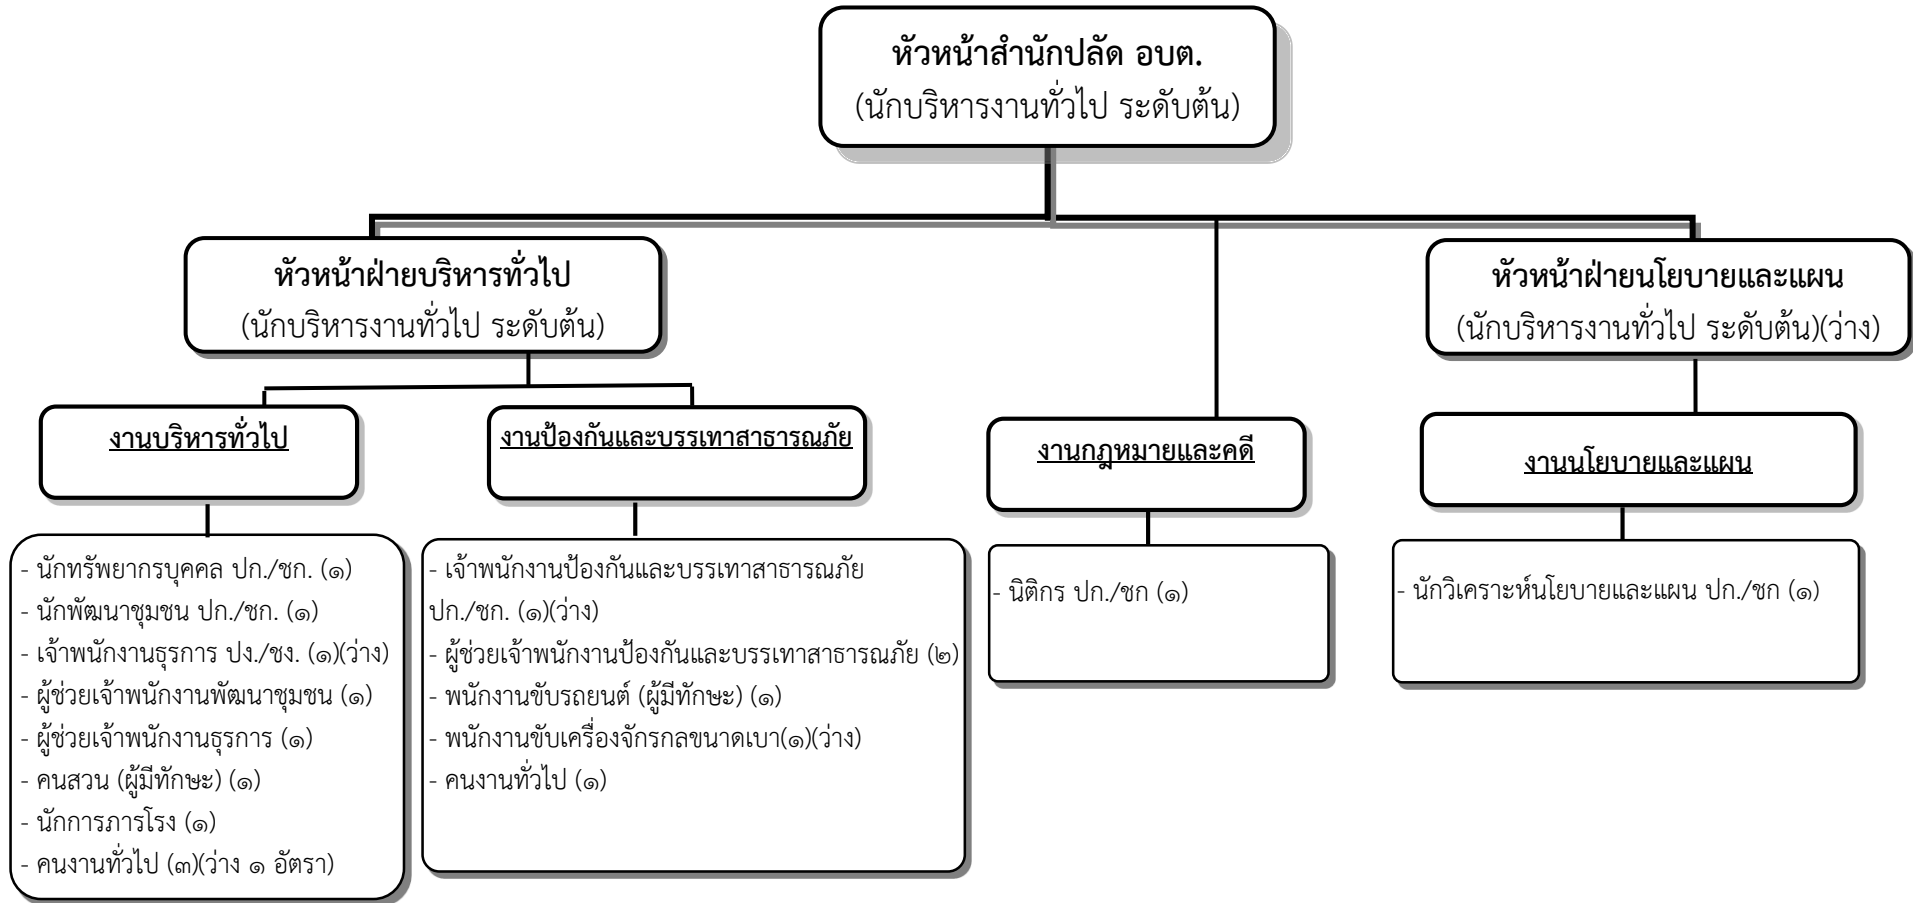 หัวหน้าสำนักปลัด อบต.
(นักบริหารงานทั่วไป ระดับต้น)
หัวหน้าฝ่ายบริหารทั่วไป
(นักบริหารงานทั่วไป ระดับต้น)
หัวหน้าฝ่ายนโยบายและแผน
(นักบริหารงานทั่วไป ระดับต้น)(ว่าง)
งานบริหารทั่วไป
งานป้องกันและบรรเทาสาธารณภัย
งานกฎหมายและคดี
งานนโยบายและแผน
- นักทรัพยากรบุคคล ปก./ชก. (๑)
- นักพัฒนาชุมชน ปก./ชก. (๑)
- เจ้าพนักงานธุรการ ปง./ชง. (๑)(ว่าง)
- ผู้ช่วยเจ้าพนักงานพัฒนาชุมชน (๑)
- ผู้ช่วยเจ้าพนักงานธุรการ (๑)
- คนสวน (ผู้มีทักษะ) (๑)
- นักการภารโรง (๑)
- คนงานทั่วไป (๓)(ว่าง ๑ อัตรา)
- เจ้าพนักงานป้องกันและบรรเทาสาธารณภัย
ปก./ชก. (๑)(ว่าง)
- ผู้ช่วยเจ้าพนักงานป้องกันและบรรเทาสาธารณภัย (๒)
- พนักงานขับรถยนต์ (ผู้มีทักษะ) (๑)
- พนักงานขับเครื่องจักรกลขนาดเบา(๑)(ว่าง)
- คนงานทั่วไป (๑)
- นิติกร ปก./ชก (๑)
- นักวิเคราะห์นโยบายและแผน ปก./ชก (๑)